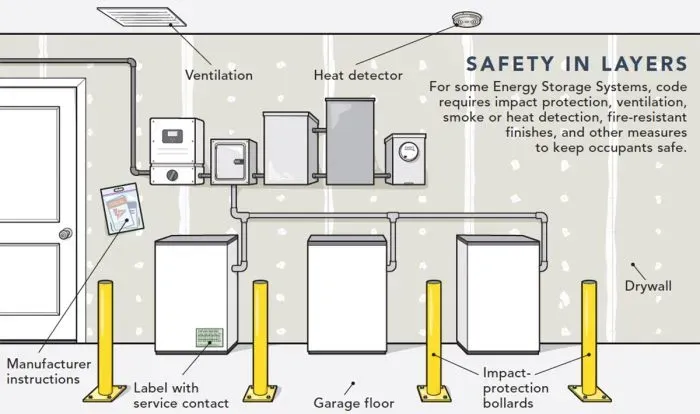 Ventilation
Heat detector
SAFETY IN LAYERS
For some Energy Storage Systems, code
requires impact protection, ventilation,
smoke or heat detection, fire-resistant
finishes, and other measures
to keep occupants safe.
Drywall
Manufacturer
instructions
Label with
service contact
Garage floor
Impact-
protection
bollards